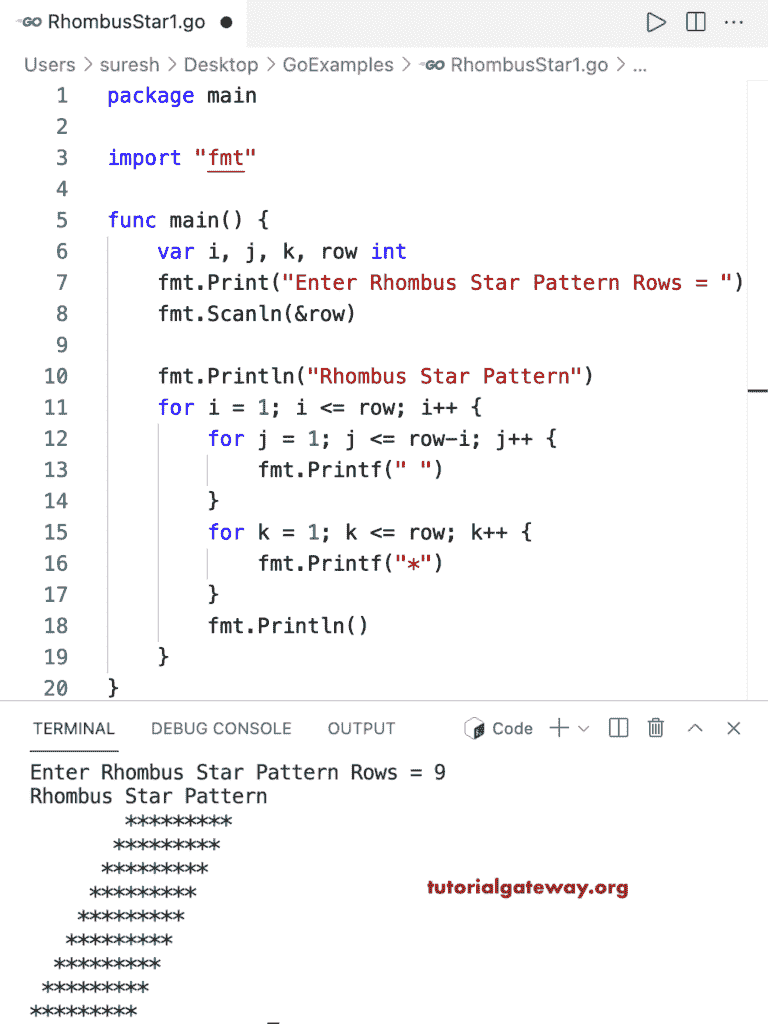 GO RhombusStar1.go ●
Users > suresh > Desktop > GoExamples > GO RhombusStar1.go > ...
1 package main
2
3 import "fmt"
4
5 func main() {
6     var i, j, k, row int
7     fmt.Print("Enter Rhombus Star Pattern Rows = ")
8     fmt.Scanln(&row)
9
10     fmt.Println("Rhombus Star Pattern")
11     for i = 1; i <= row; i++ {
12         for j = 1; j <= row-i; j++ {
13             fmt.Printf(" ")
14         }
15         for k = 1; k <= row; k++ {
16             fmt.Printf("*")
17         }
18         fmt.Println()
19     }
20 }
TERMINAL DEBUG CONSOLE OUTPUT Code
Enter Rhombus Star Pattern Rows = 9
Rhombus Star Pattern
        *********
       *********
      *********
     *********
tutorialgateway.org
    *********
   *********
  *********
 *********
*********